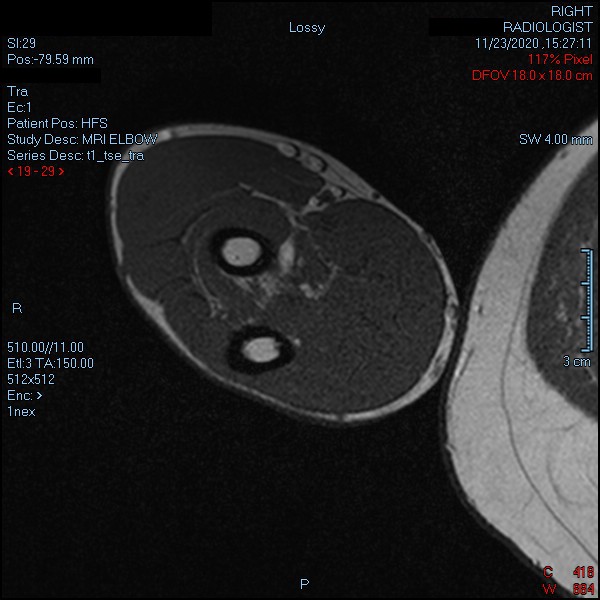 RIGHT
Lossy
RADIOLOGIST
SI:29
11/23/2020 ,15:27:11
Pos:-79.59 mm
117% Pixel
DFOV 18.0 x 18.0 cm
Tra
Ec:1
Patient Pos: HFS
Study Desc: MRI ELBOW
SW 4.00 mm
Series Desc: t1_tse_tra
< 19 - 29 >
R
510.00//11.00
Etl:3 TA:150.00
3 cm
512x512
Enc: >
1nex
P
C 418
W 884